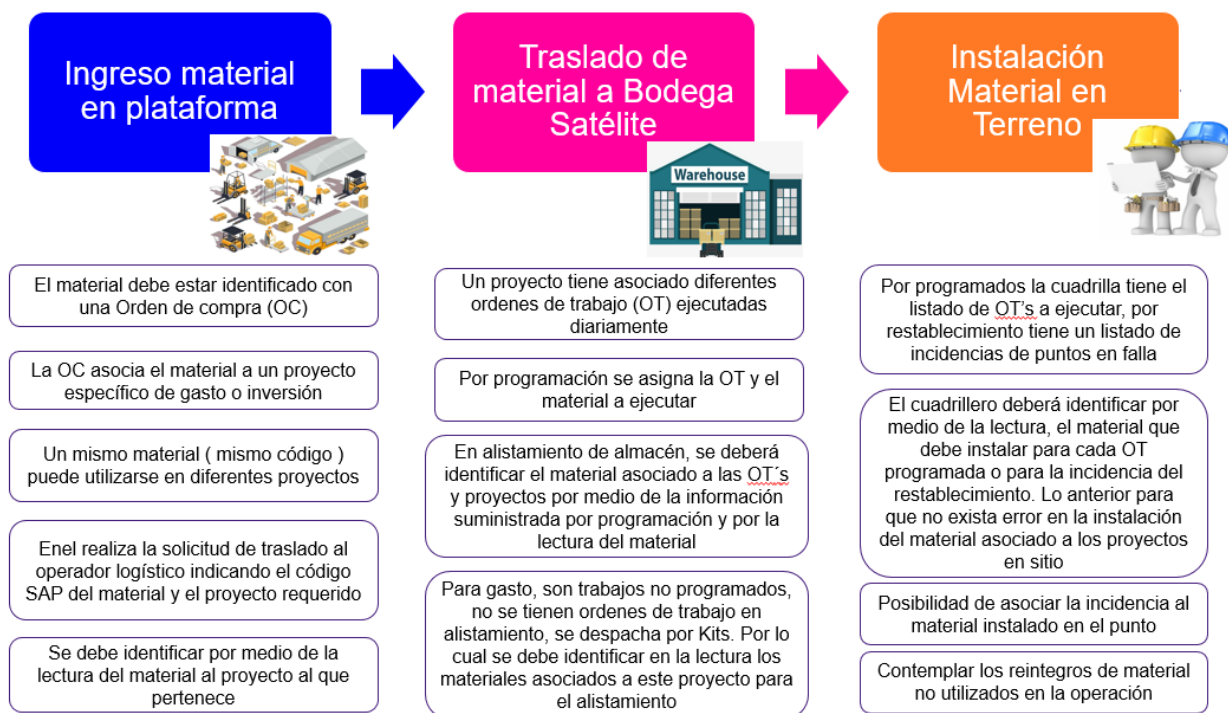 Ingreso material
en plataforma
El material debe estar identificado con
una Orden de compra (OC)
La OC asocia el material a un proyecto
específico de gasto o inversión
Un mismo material ( mismo código )
puede utilizarse en diferentes proyectos
Enel realiza la solicitud de traslado al
operador logístico indicando el código
SAP del material y el proyecto requerido
Se debe identificar por medio de la
lectura del material al proyecto al que
pertenece
Traslado de
material a Bodega
Satélite
Warehouse
Un proyecto tiene asociado diferentes
ordenes de trabajo (OT) ejecutadas
diariamente
Por programación se asigna la OT y el
material a ejecutar
En alistamiento de almacén, se deberá
identificar el material asociado a las OT´s
y proyectos por medio de la información
suministrada por programación y por la
lectura del material
Para gasto, son trabajos no programados,
no se tienen ordenes de trabajo en
alistamiento, se despacha por Kits. Por lo
cual se debe identificar en la lectura los
materiales asociados a este proyecto para
el alistamiento
Instalación
Material en
Terreno
Por programados la cuadrilla tiene el
listado de OT’s a ejecutar, por
restablecimiento tiene un listado de
incidencias de puntos en falla
El cuadrillero deberá identificar por
medio de la lectura, el material que
debe instalar para cada OT
programada o para la incidencia del
restablecimiento. Lo anterior para
que no exista error en la instalación
del material asociado a los proyectos
en sitio
Posibilidad de asociar la incidencia al
material instalado en el punto
Contemplar los reintegros de material
no utilizados en la operación